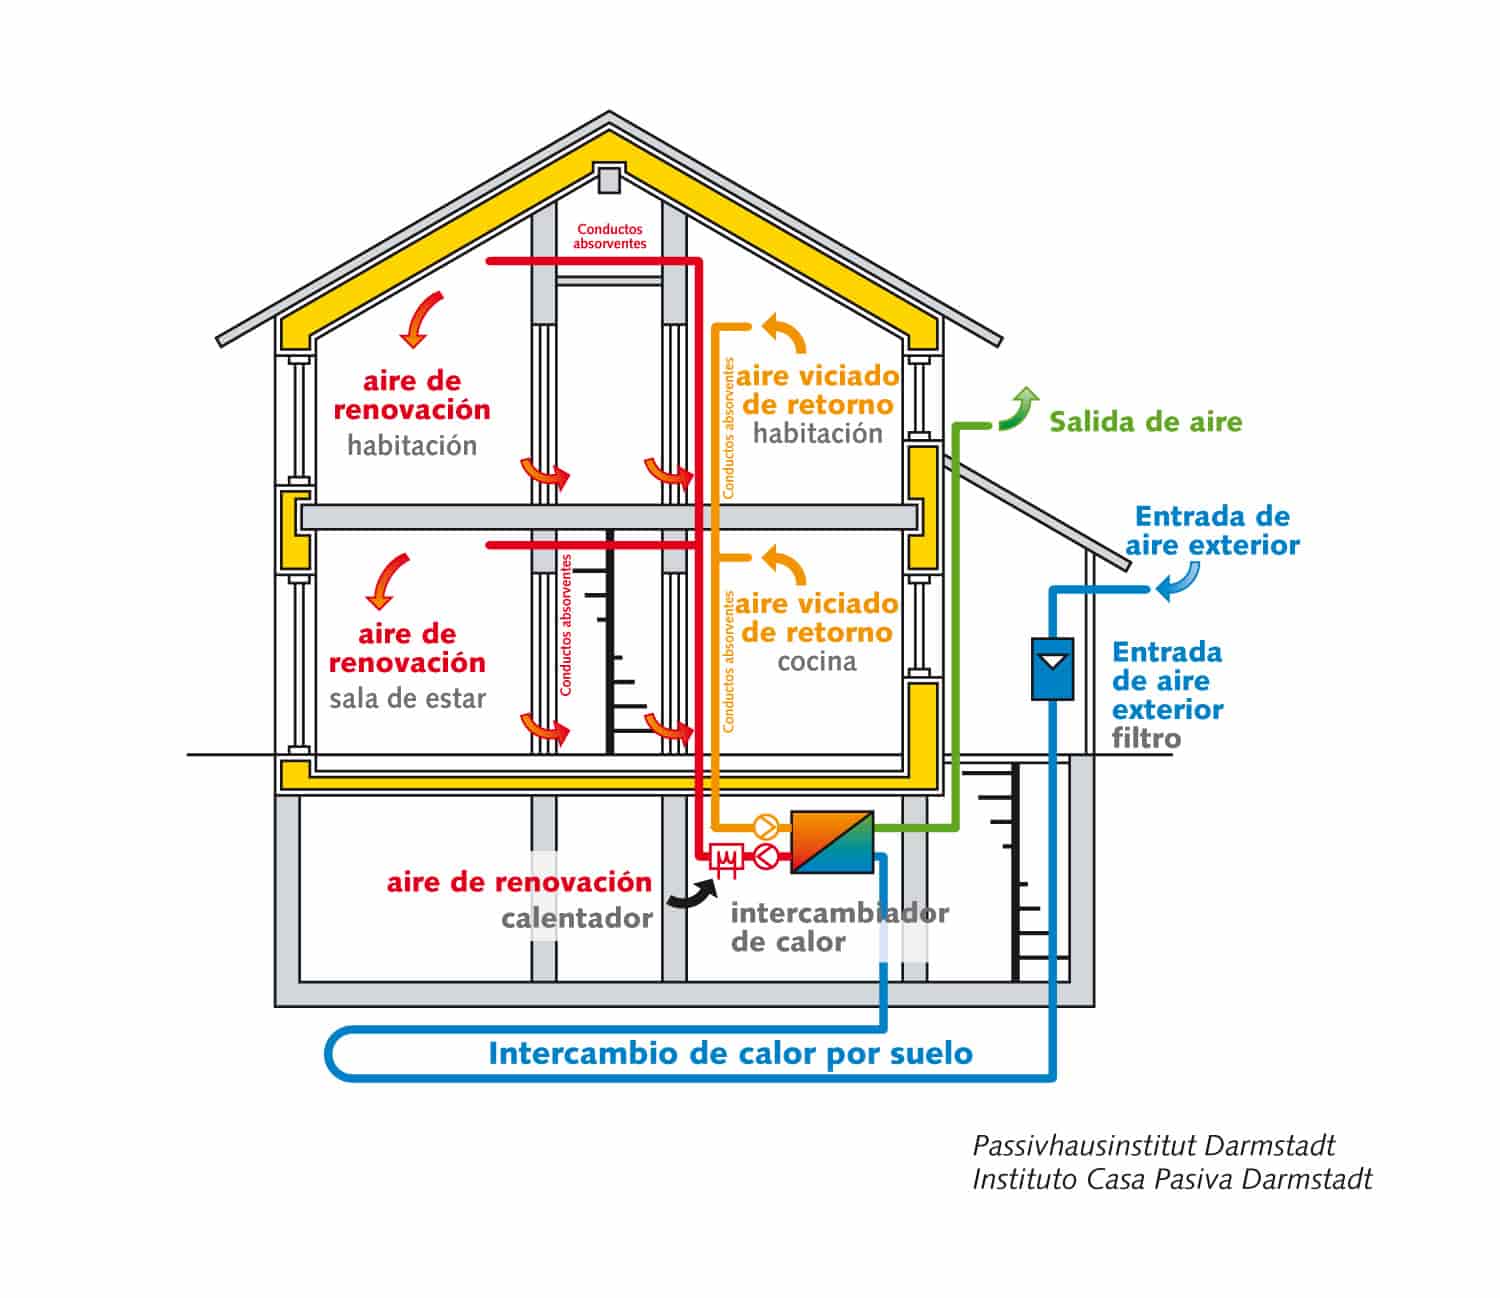 Conductos
absorventes
aire de
renovación
habitación
Conductos absorventes
aire viciado
de retorno
habitación
Salida de aire
Entrada de
aire exterior
Conductos absorventes
aire de
renovación
sala de estar
Conductos absorventes
aire viciado
de retorno
cocina
Entrada
de aire
exterior
filtro
aire de renovación
calentador
intercambiador
de calor
Intercambio de calor por suelo
Passivhausinstitut Darmstadt
Instituto Casa Pasiva Darmstadt